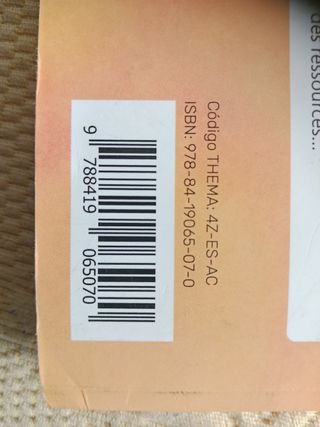 des ressources...
Código THEMA: 4Z-ES-AC
ISBN: 978-84-19065-07-0
9 788419 065070